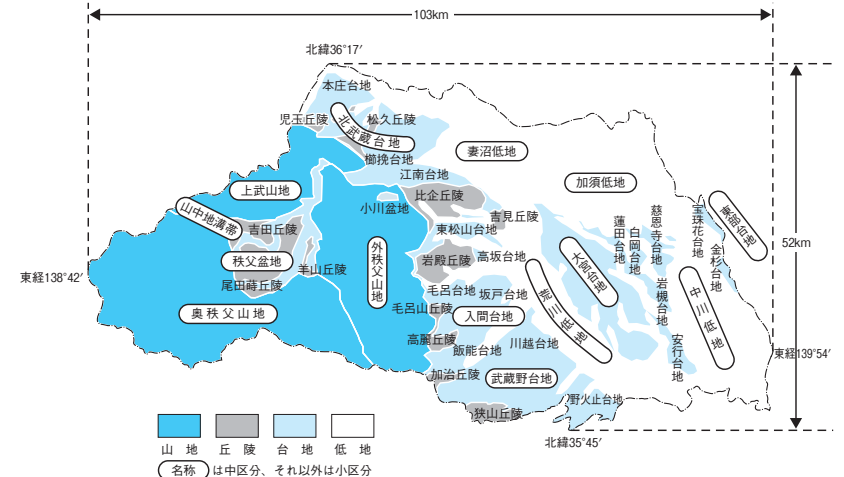 103km
北緯36°17′
本庄台地
児玉丘陵
松久丘陵
北武蔵台地
櫛挽台地
妻沼低地
江南台地
加須低地
上武山地
比企丘陵
小川盆地
山中地溝帯
吉見丘陵
吉田丘陵
東松山台地
外秩父山地
秩父盆地
羊山丘陵
岩殿丘陵
高坂台地
尾田蒔丘陵
奥秩父山地
毛呂台地
坂戸台地
毛呂山丘陵
入間台地
高麗丘陵
飯能台地
川越台地
加治丘陵
武蔵野台地
狭山丘陵
野火止台地
荒川低地
大宮台地
蓮田台地
白岡台地
慈恩寺台地
岩槻台地
安行台地
宝珠花台地
金杉台地
東部台地
中川低地
52km
東経138°42′
東経139°54′
北緯35°45′
山地 丘陵 台地 低地
名称 は中区分、それ以外は小区分